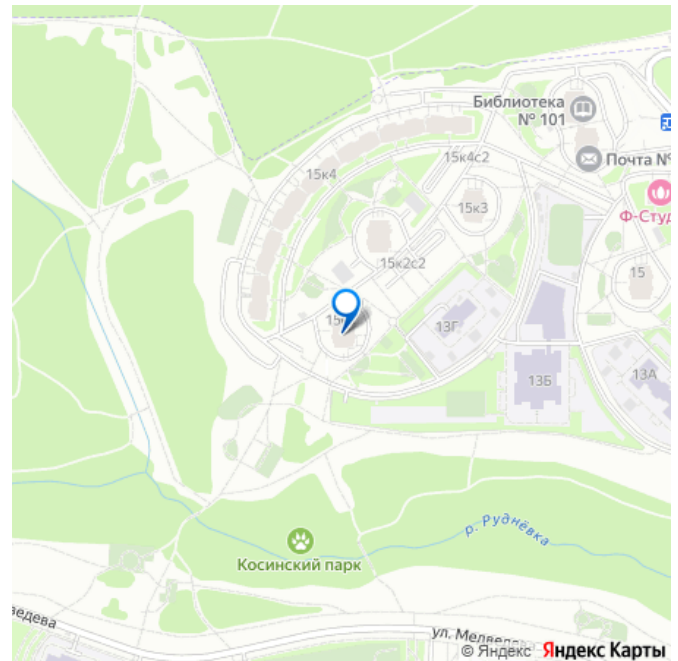 Библиотека
№ 101
Почта №
15к4
15к4с2
15к3
Ф-Студ
15к2с2
15
13Г
13Б
13А
р. Руднёвка
Косинский парк
ведева
ул. Медвед
© Яндекс Яндекс Карты